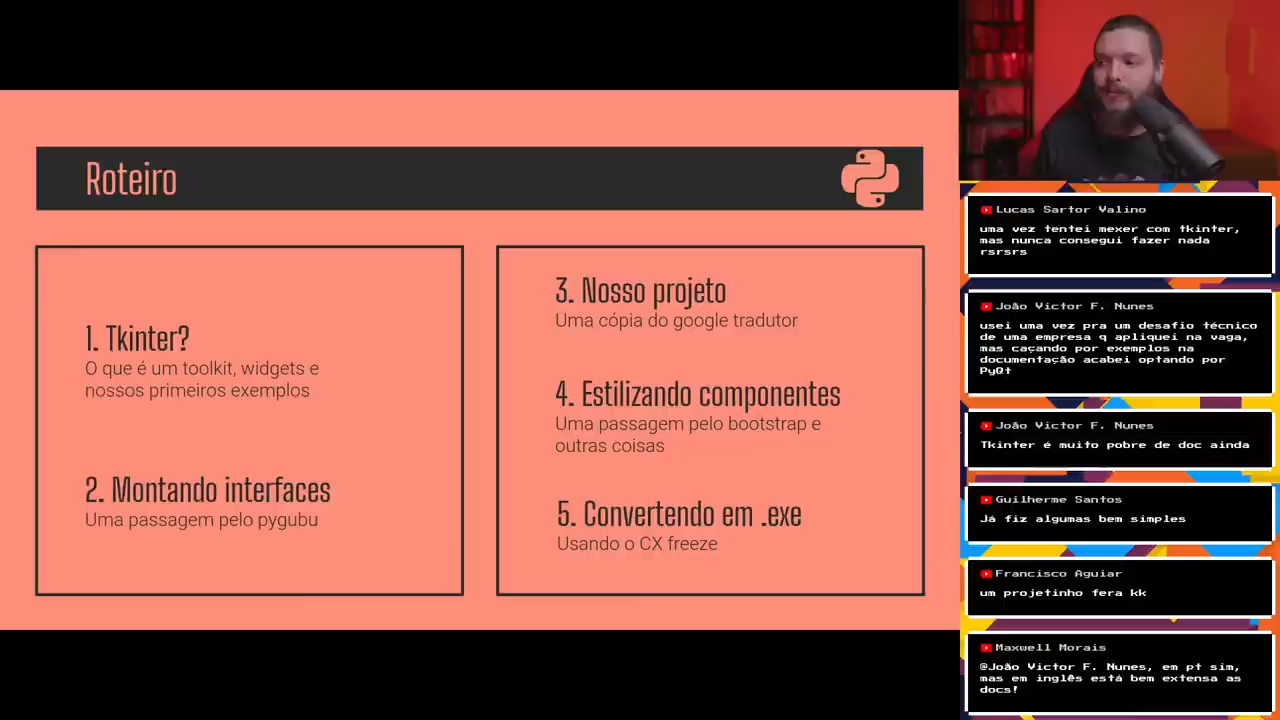 Roteiro
1. Tkinter?
O que é um toolkit, widgets e
nossos primeiros exemplos
2. Montando interfaces
Uma passagem pelo pygubu
3. Nosso projeto
Uma cópia do google tradutor
4. Estilizando componentes
Uma passagem pelo bootstrap e
outras coisas
5. Convertendo em .exe
Usando o CX freeze
Lucas Sartor Valino
uma vez tentei mexer com tkinter,
mas nunca consegui fazer nada
rsrsrs
João Victor F. Nunes
usei uma vez pra um desafio técnico
de uma empresa q apliquei na vaga,
mas caçando por exemplos na
documentação acabei optando por
PyQt
João Victor F. Nunes
Tkinter é muito pobre de doc ainda
Guilherme Santos
Já fiz algumas bem simples
Francisco Aguiar
um projetinho fera kk
Maxwell Morais
@João Victor F. Nunes, em pt sim,
mas em inglês está bem extensa as
docs!